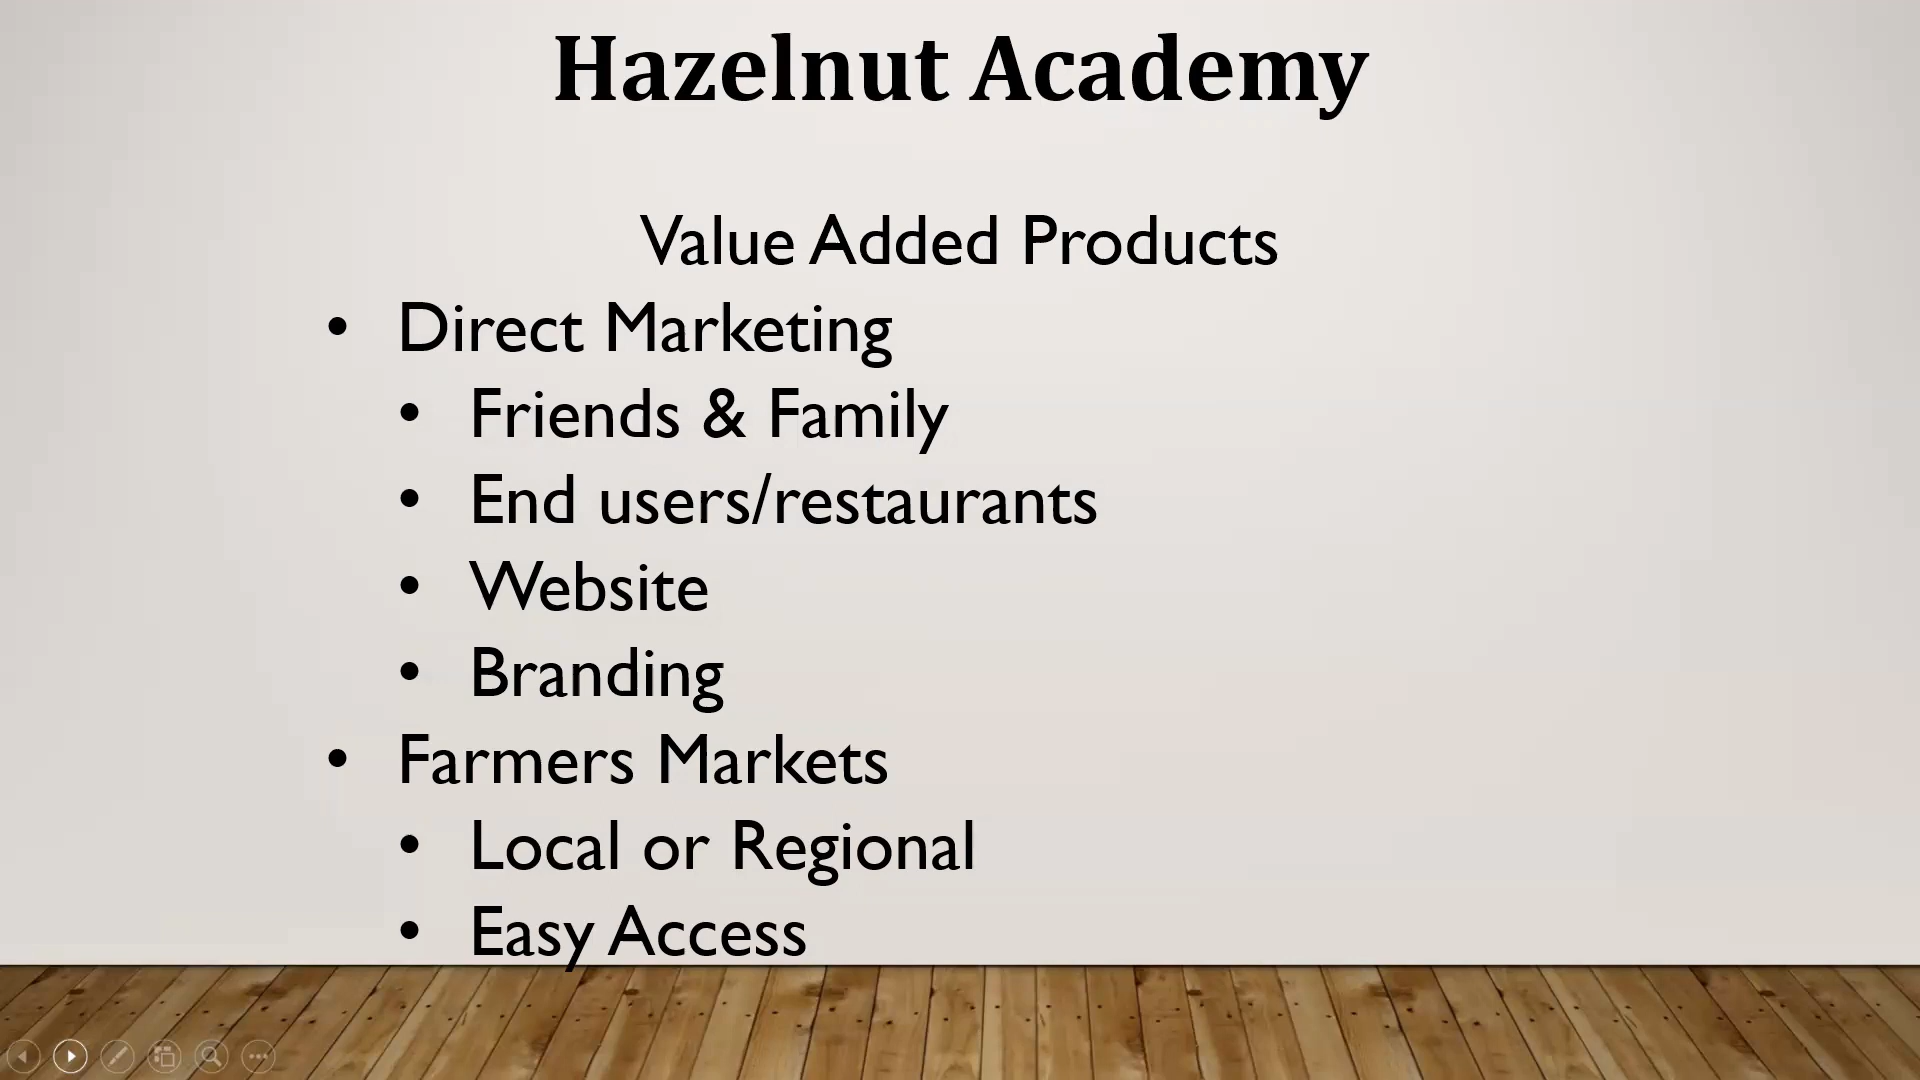 Hazelnut Academy
Value Added Products
• Direct Marketing
• Friends & Family
• End users/restaurants
• Website
• Branding
• Farmers Markets
• Local or Regional
• Easy Access